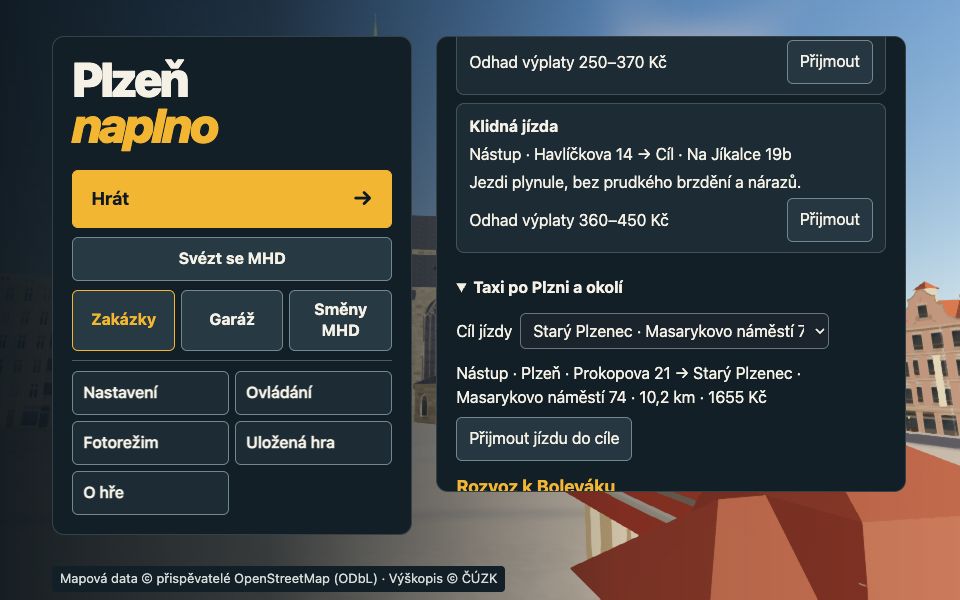 Plzeň
naplno
Hrát →
Svézt se MHD
Zakázky
Garáž
Směny
MHD
Nastavení
Ovládání
Fotorežim
Uložená hra
O hře
Odhad výplaty 250–370 Kč
Přijmout
Klidná jízda
Nástup · Havlíčkova 14 → Cíl · Na Jíkalce 19b
Jezdi plynule, bez prudkého brzdění a nárazů.
Odhad výplaty 360–450 Kč
Přijmout
▼ Taxi po Plzni a okolí
Cíl jízdy
Starý Plzenec · Masarykovo náměstí 7
Nástup · Plzeň · Prokopova 21 → Starý Plzenec ·
Masarykovo náměstí 74 · 10,2 km · 1655 Kč
Přijmout jízdu do cíle
Rozvoz k Boleváku
Mapová data © přispěvatelé OpenStreetMap (ODbL) · Výškopis © ČÚZK